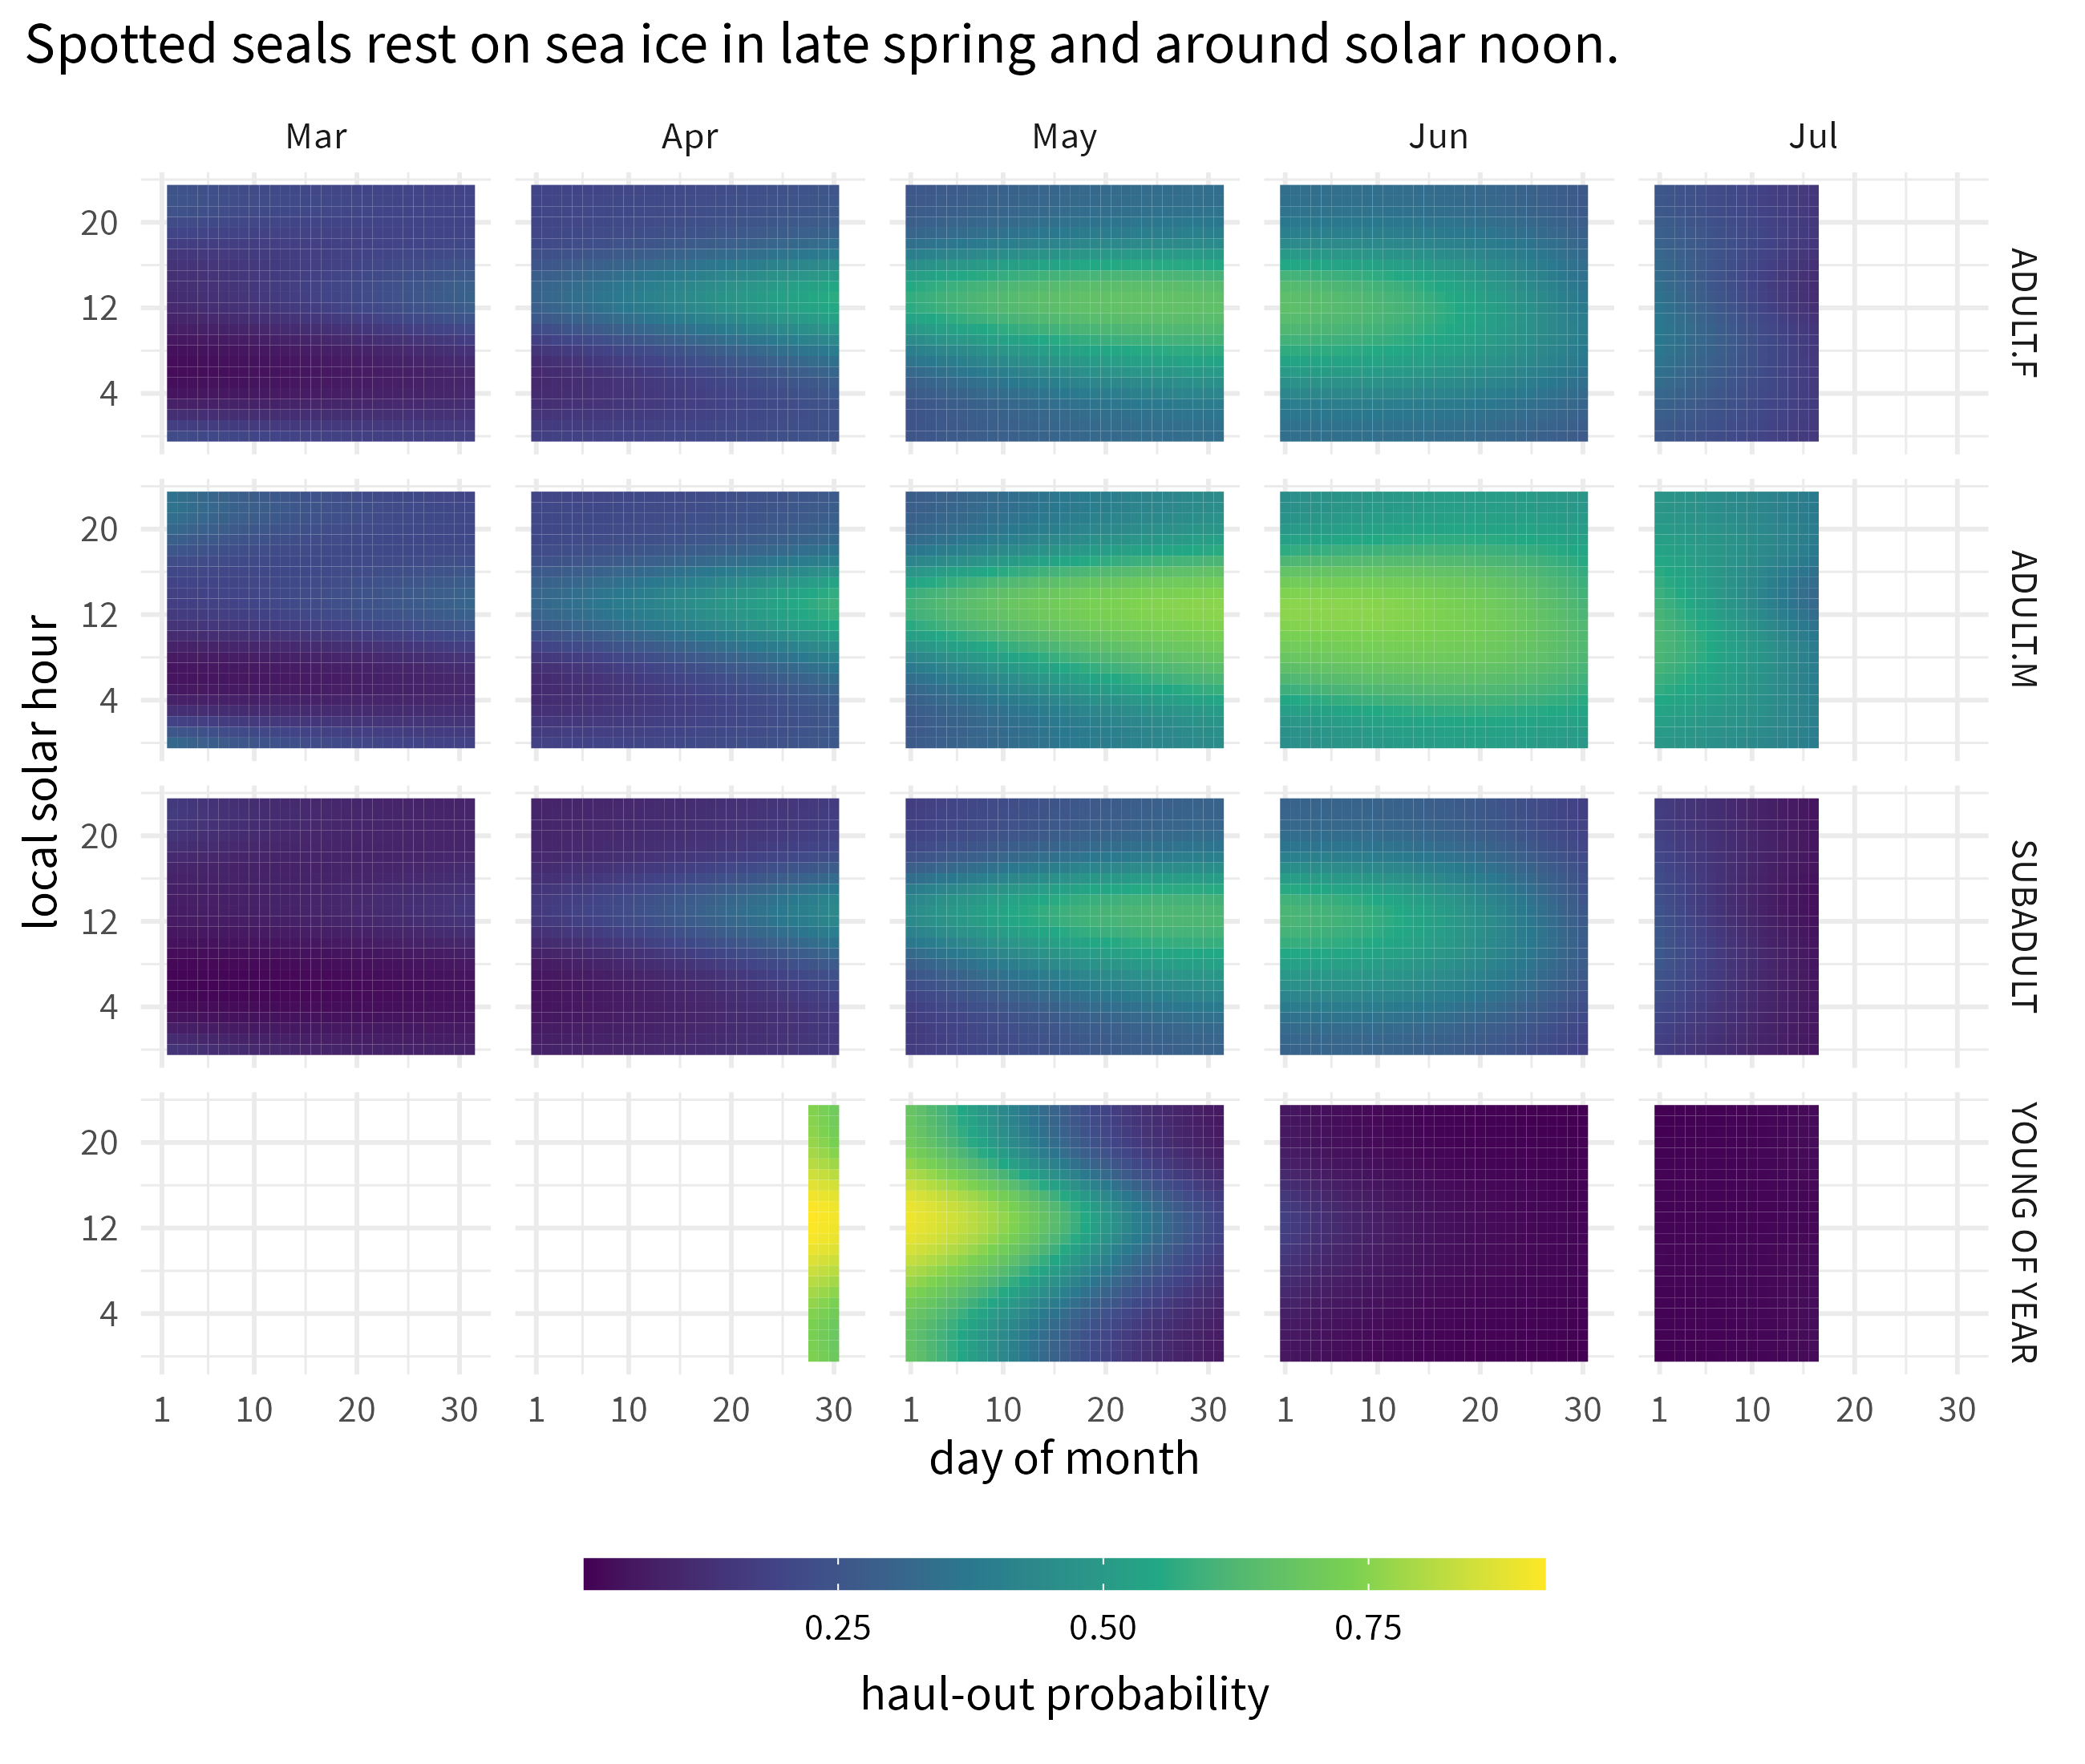 Spotted seals rest on sea ice in late spring and around solar noon.
Mar Apr May Jun Jul
20
12
4
ADULT.F
20
12
4
ADULT.M
local solar hour
20
12
4
SUBADULT
20
12
4
YOUNG OF YEAR
1 10 20 30 1 10 20 30 1 10 20 30 1 10 20 30 1 10 20 30
day of month
0.25 0.50 0.75
haul-out probability